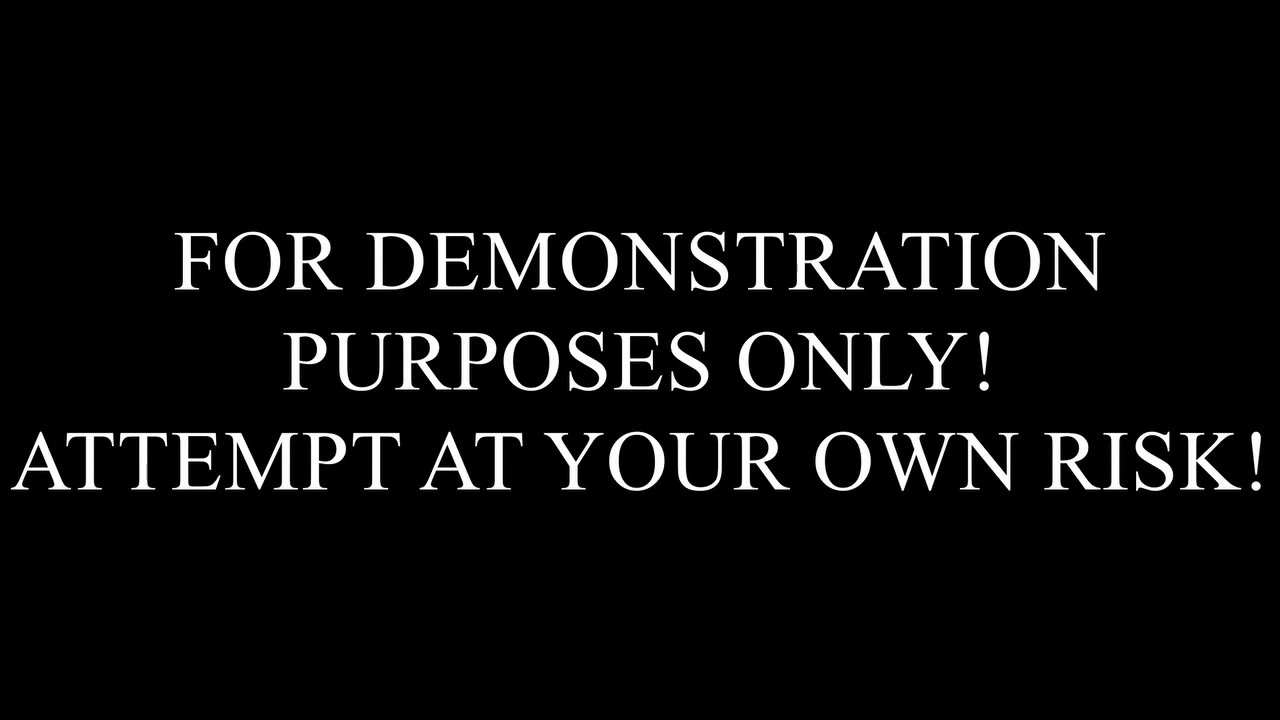 FOR DEMONSTRATION
PURPOSES ONLY!
ATTEMPT AT YOUR OWN RISK!